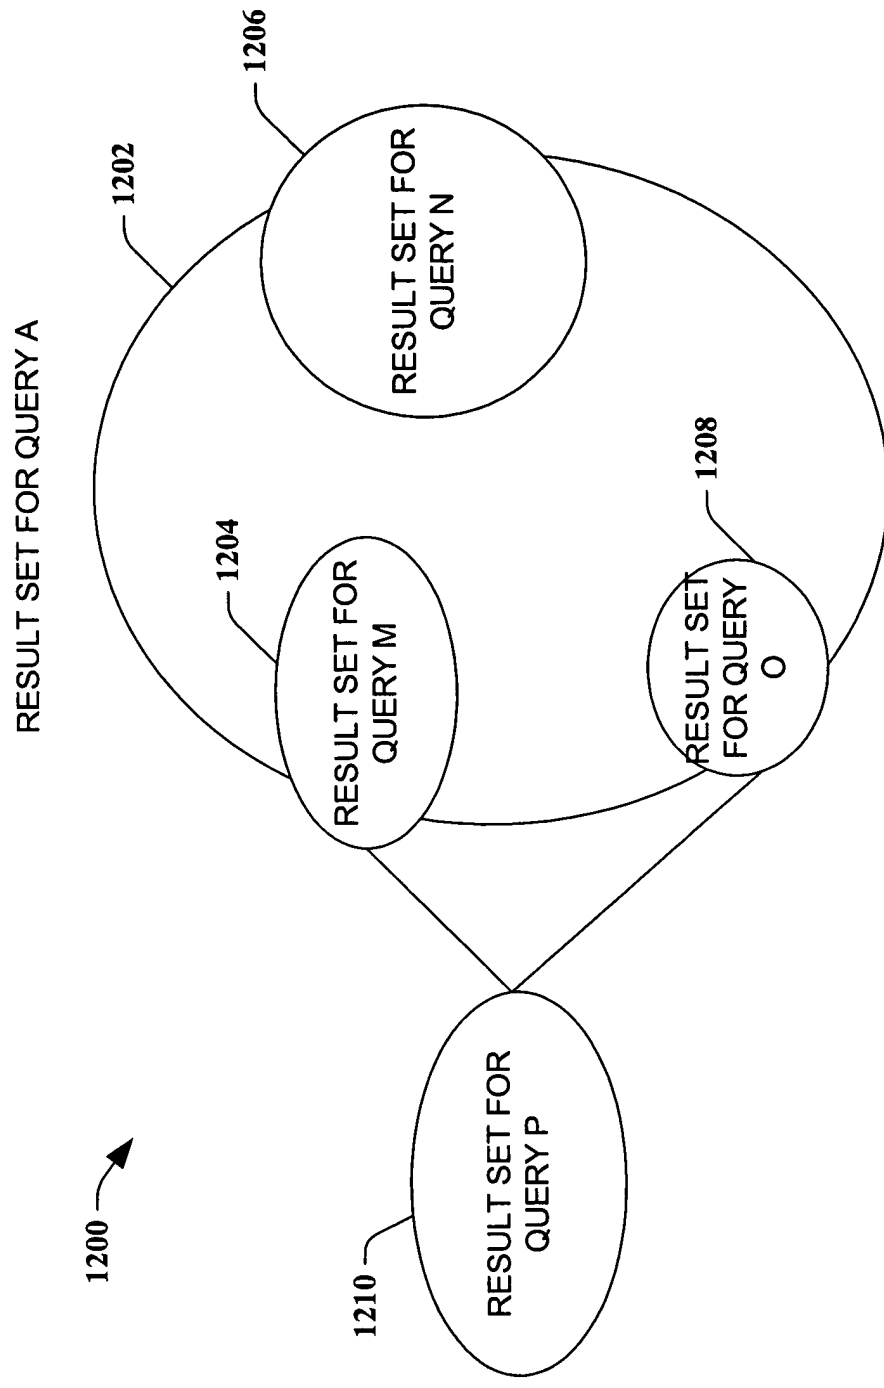 RESULT SET FOR QUERY A
1200
1202
1206
1204
RESULT SET FOR
QUERY N
RESULT SET FOR
QUERY M
1208
RESULT SET
FOR QUERY
O
1210
RESULT SET FOR
QUERY P